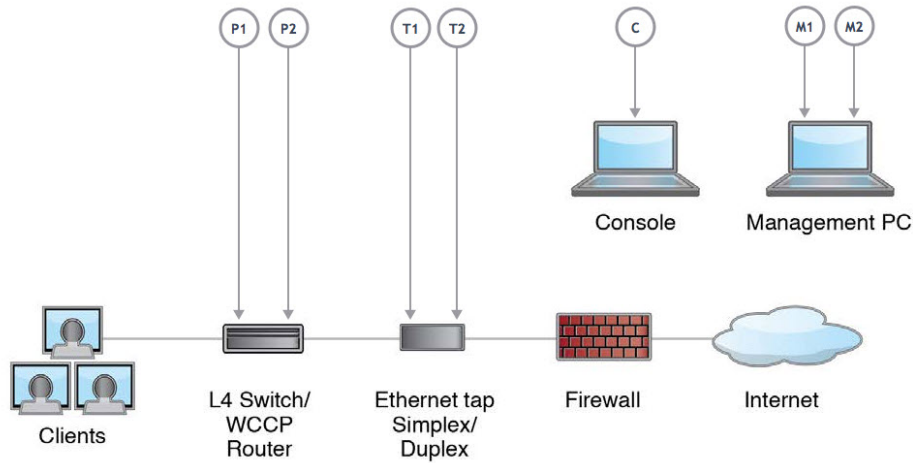 P1 P2 T1 T2 C M1 M2
Console
Management PC
Clients
L4 Switch/
WCCP
Router
Ethernet tap
Simplex/
Duplex
Firewall
Internet